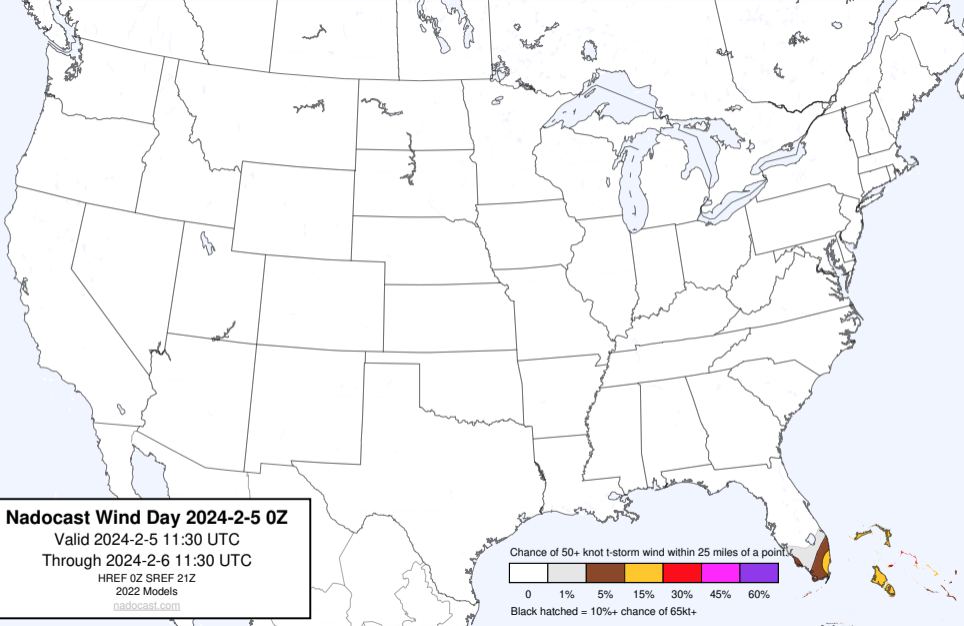 Nadocast Wind Day 2024-2-5 0Z
Valid 2024-2-5 11:30 UTC
Through 2024-2-6 11:30 UTC
HREF 0Z SREF 21Z
2022 Models
nadocast.com
Chance of 50+ knot t-storm wind within 25 miles of a point.
0 1% 5% 15% 30% 45% 60%
Black hatched = 10%+ chance of 65kt+